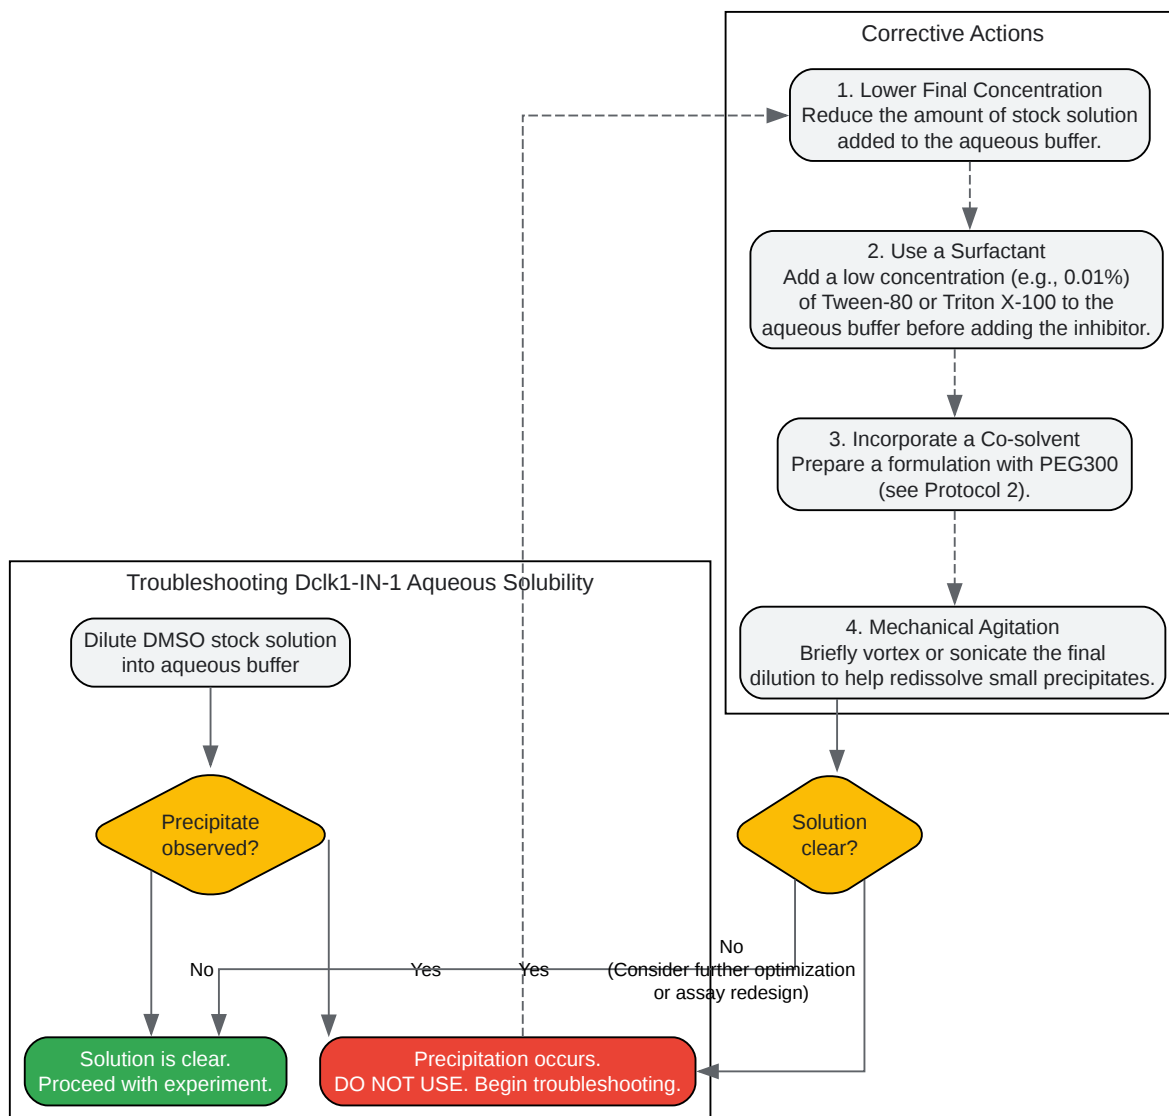 Corrective Actions
1. Lower Final Concentration
Reduce the amount of stock solution
added to the aqueous buffer.
2. Use a Surfactant
Add a low concentration (e.g., 0.01%)
of Tween-80 or Triton X-100 to the
aqueous buffer before adding the inhibitor.
3. Incorporate a Co-solvent
Prepare a formulation with PEG300
(see Protocol 2).
4. Mechanical Agitation
Briefly vortex or sonicate the final
dilution to help redissolve small precipitates.
Troubleshooting Dclk1-IN-1 Aqueous Solubility
Dilute DMSO stock solution
into aqueous buffer
Precipitate
observed?
Solution
clear?
No
Yes
Yes
No
(Consider further optimization
or assay redesign)
Solution is clear.
Proceed with experiment.
Precipitation occurs.
DO NOT USE. Begin troubleshooting.